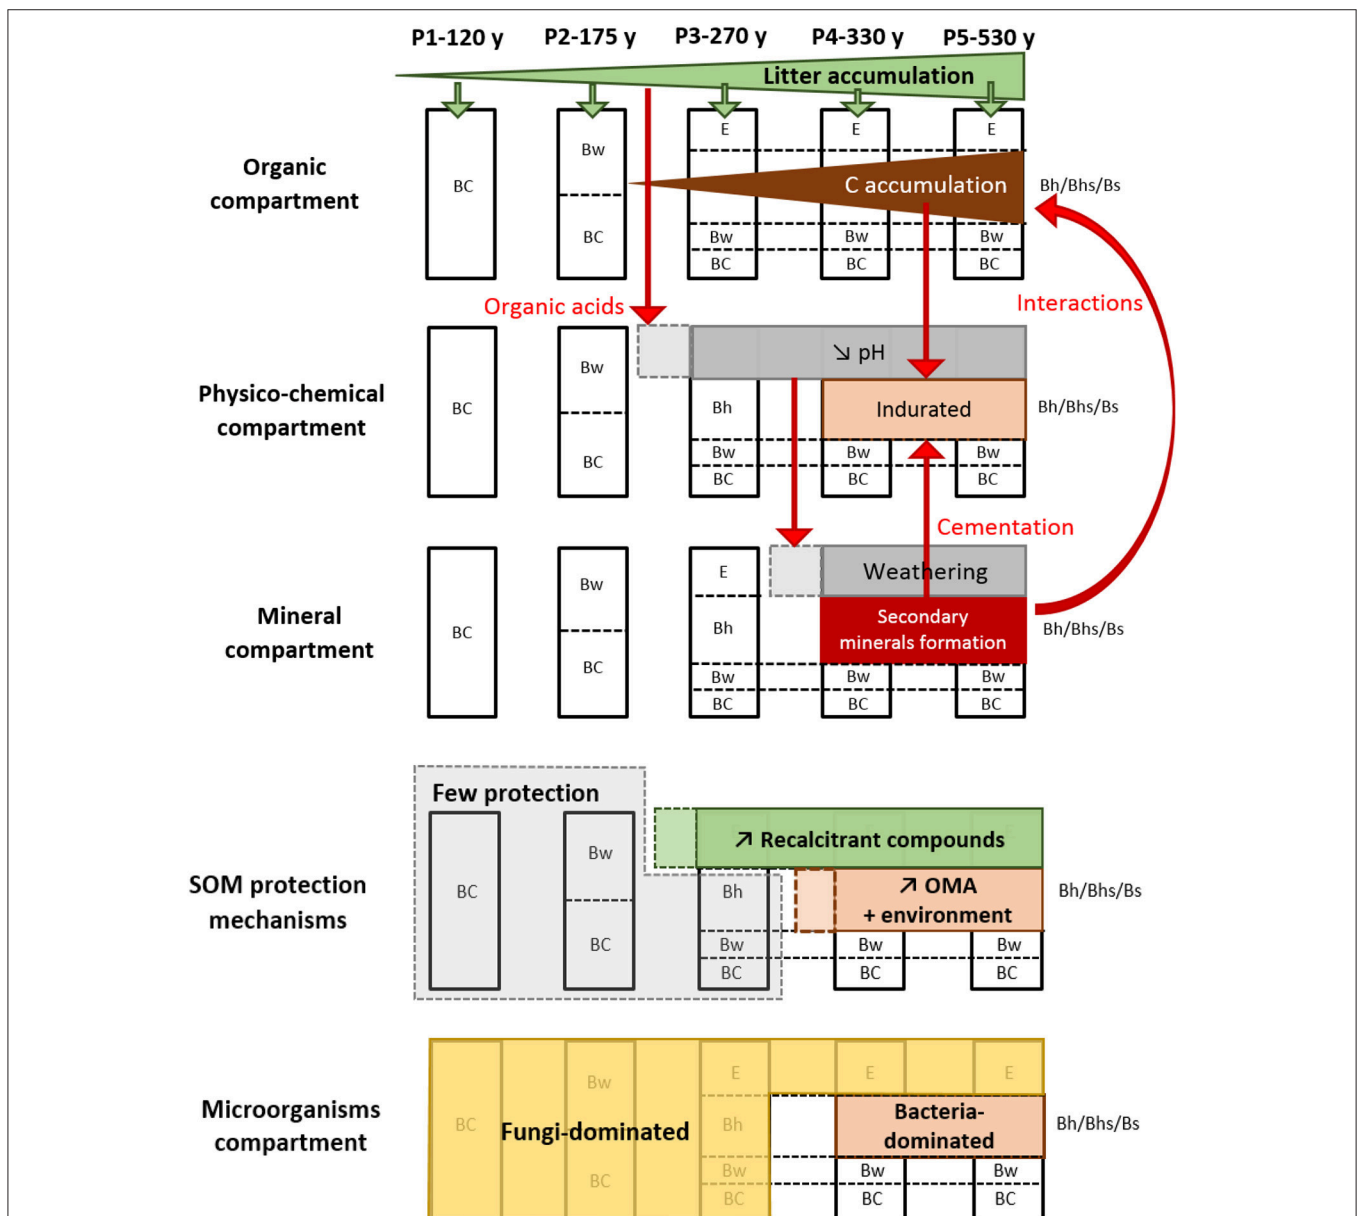 P1-120 y P2-175 y P3-270 y P4-330 y P5-530 y
Litter accumulation
Organic
compartment
BC
Bw
BC
E
E
E
C accumulation
Bh/Bhs/Bs
Bw
Bw
Bw
BC
BC
BC
Organic acids
Interactions
Physico-chemical
compartment
BC
Bw
BC
↘ pH
Bh
Indurated
Bh/Bhs/Bs
Bw
Bw
Bw
BC
BC
BC
Cementation
Mineral
compartment
BC
Bw
BC
E
Weathering
Bh
Secondary
minerals formation
Bh/Bhs/Bs
Bw
Bw
Bw
BC
BC
BC
SOM protection
mechanisms
Few protection
BC
Bw
BC
↗ Recalcitrant compounds
Bh
↗ OMA
+ environment
Bh/Bhs/Bs
Bw
Bw
Bw
BC
BC
BC
Microorganisms
compartment
BC
Bw
BC
E
E
E
Fungi-dominated
Bh
Bacteria-
dominated
Bh/Bhs/Bs
Bw
Bw
Bw
BC
BC
BC